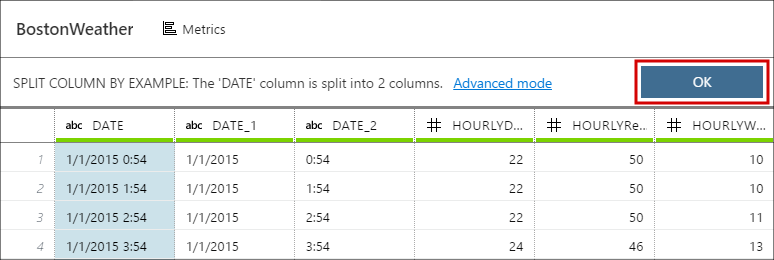 BostonWeather Metrics
SPLIT COLUMN BY EXAMPLE: The 'DATE' column is split into 2 columns. Advanced mode OK
abc DATE abc DATE_1 abc DATE_2 # HOURLYD... # HOURLYRe... # HOURLYW...
1 1/1/2015 0:54 1/1/2015 0:54 22 50 10
2 1/1/2015 1:54 1/1/2015 1:54 22 50 10
3 1/1/2015 2:54 1/1/2015 2:54 22 50 11
4 1/1/2015 3:54 1/1/2015 3:54 24 46 13